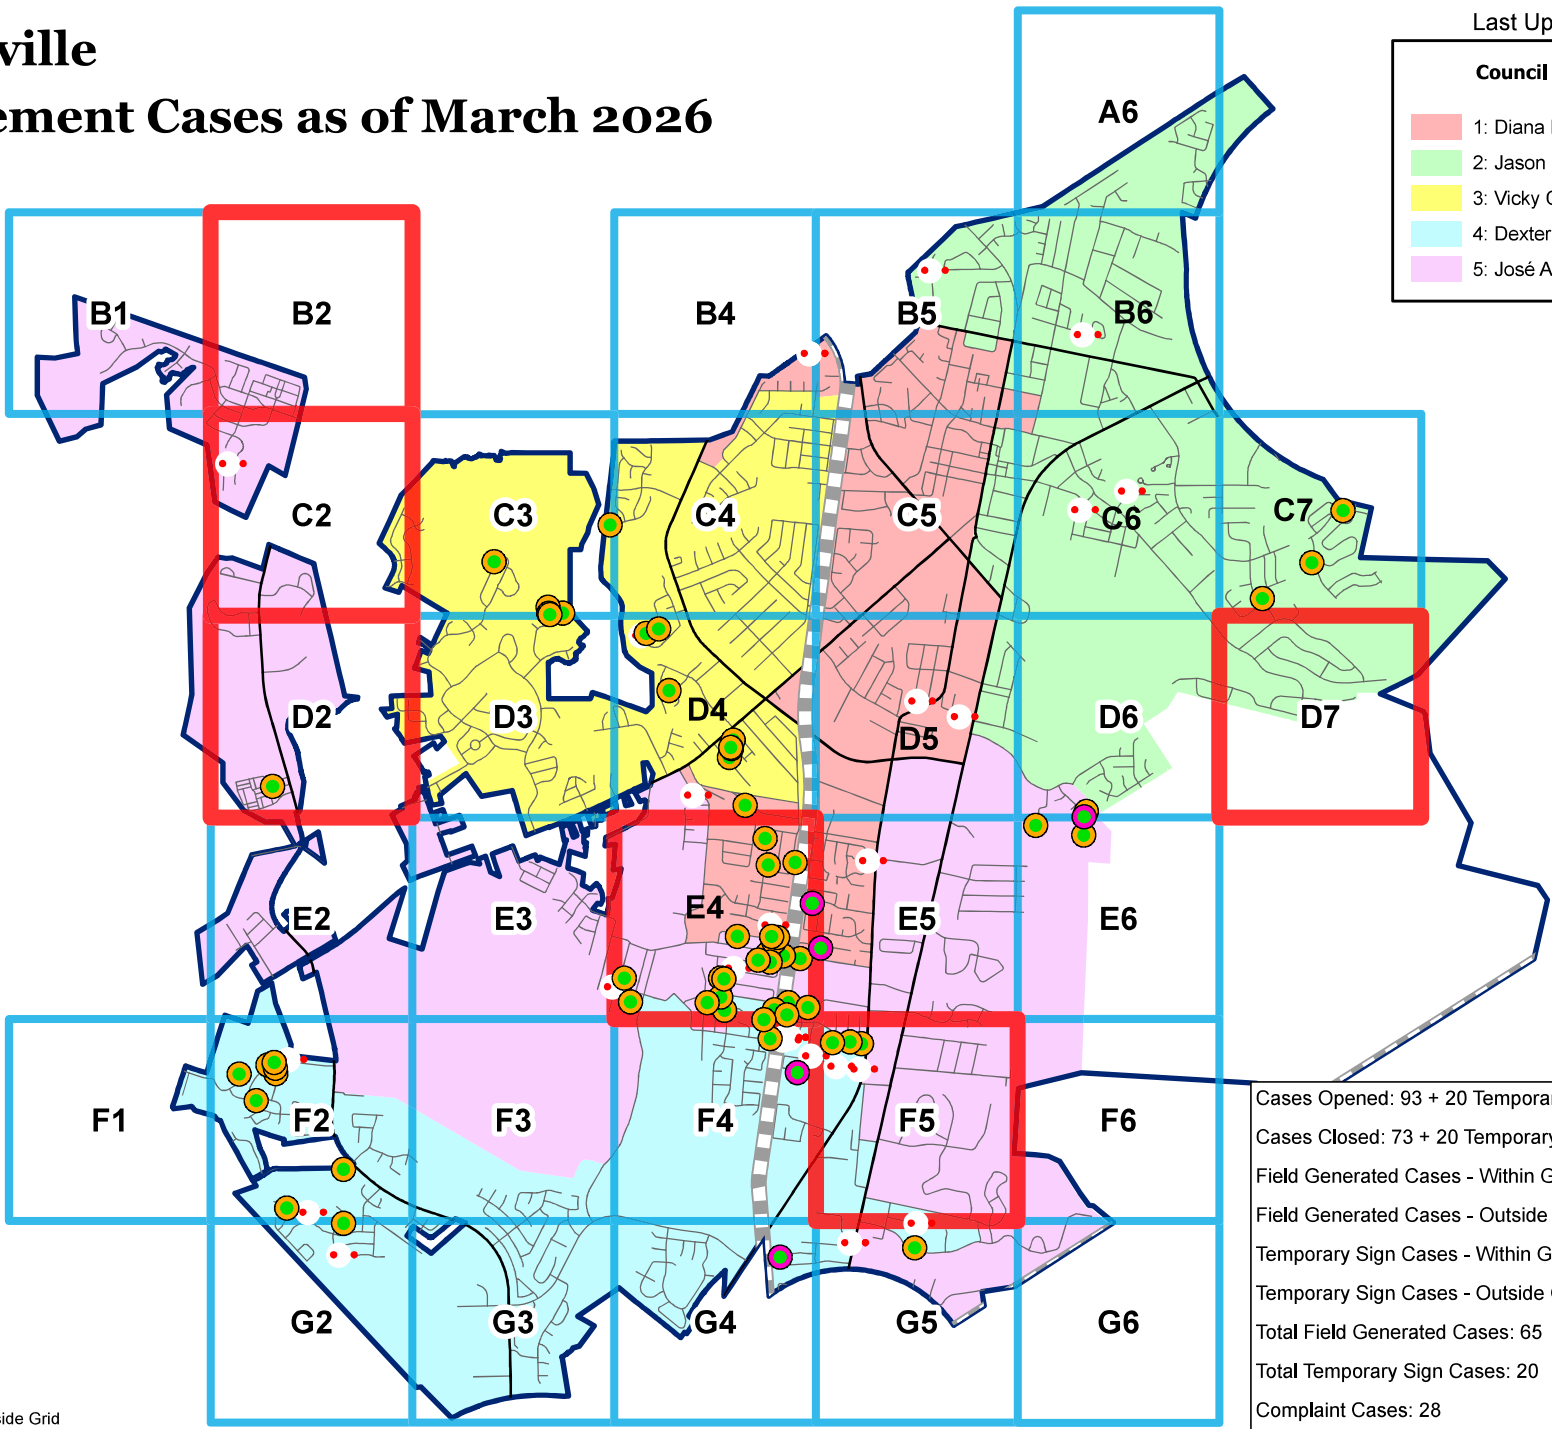 ville
ement Cases as of March 2026
Last Up
Council
1: Diana
2: Jason
3: Vicky
4: Dexter
5: José A
A6
B1
B2
B4
B5
B6
C2
C3
C4
C5
C6
C7
D2
D3
D4
D5
D6
D7
E2
E3
E4
E5
E6
F1
F2
F3
F4
F5
F6
G2
G3
G4
G5
G6
Cases Opened: 93 + 20 Tempora
Cases Closed: 73 + 20 Temporary
Field Generated Cases - Within G
Field Generated Cases - Outside
Temporary Sign Cases - Within G
Temporary Sign Cases - Outside
Total Field Generated Cases: 65
Total Temporary Sign Cases: 20
Complaint Cases: 28
side Grid